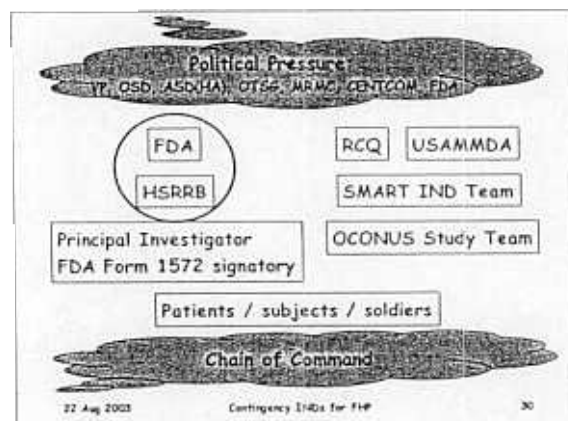 Political Pressure
VP, OSD, ASD(HA), OTSG, MRMC, CENTCOM, FDA
FDA
RCQ
USAMMDA
HSRRB
SMART IND Team
Principal Investigator
FDA Form 1572 signatory
OCONUS Study Team
Patients / subjects / soldiers
Chain of Command
22 Aug 2003
Contingency INDs for FHP
30